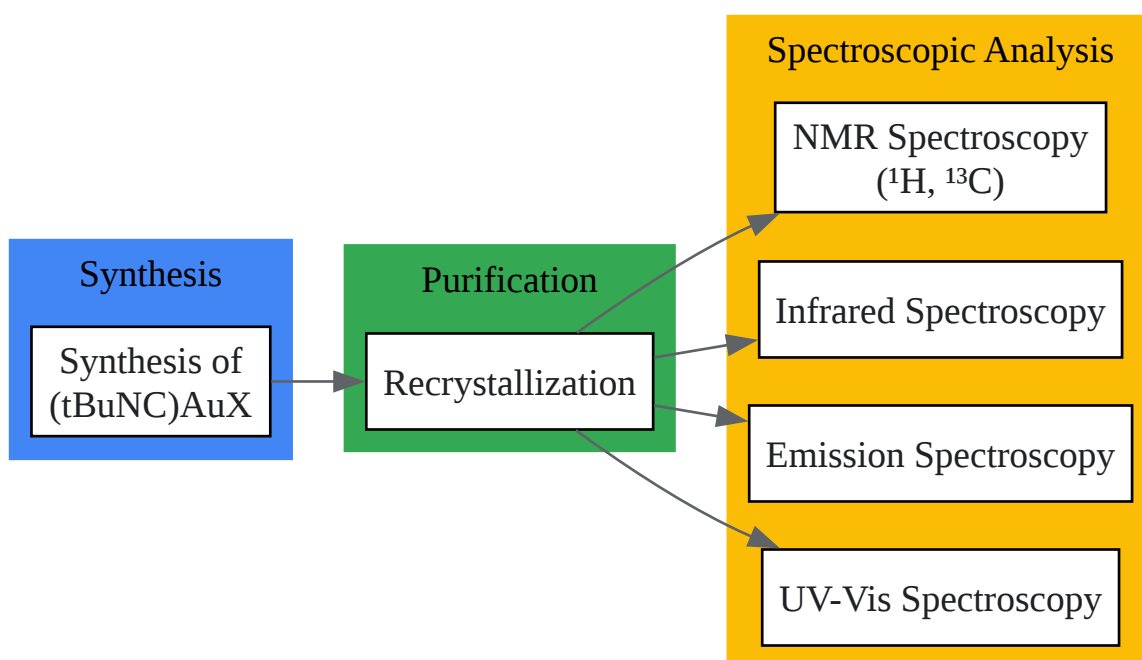 Synthesis
Synthesis of
(tBuNC)AuX
Purification
Recrystallization
Spectroscopic Analysis
NMR Spectroscopy
(¹H, ¹³C)
Infrared Spectroscopy
Emission Spectroscopy
UV-Vis Spectroscopy